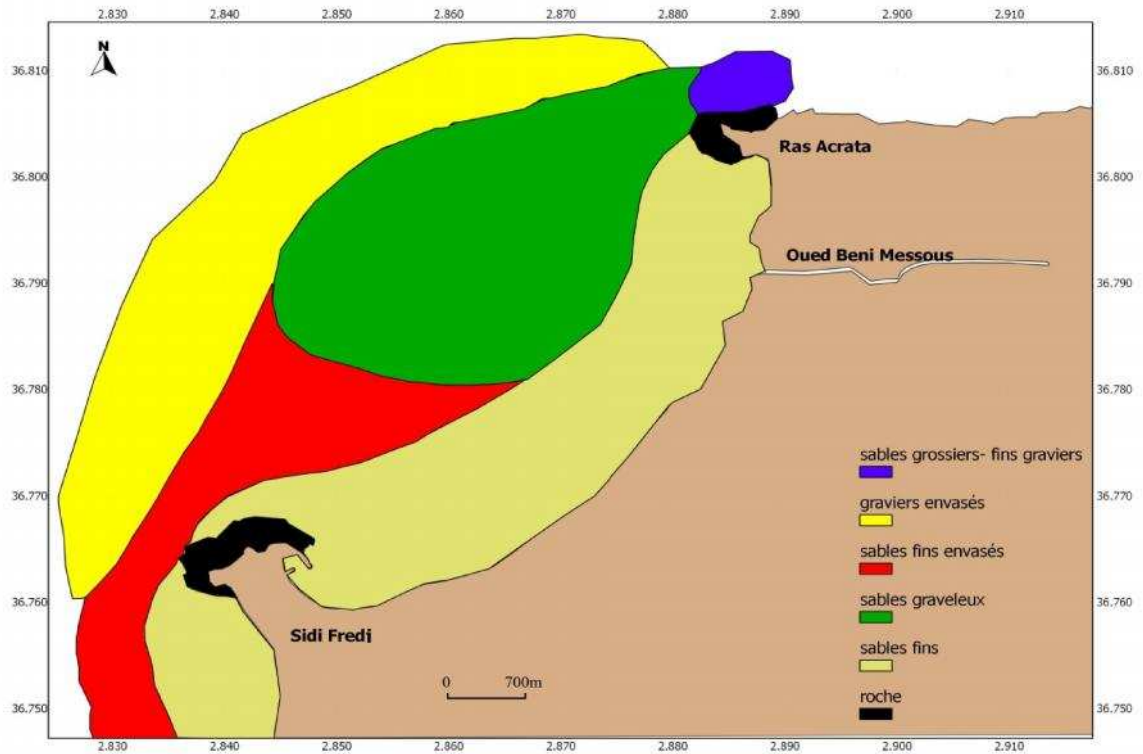 2.830 2.840 2.850 2.860 2.870 2.880 2.890 2.900 2.910
N
36.810 36.810
Ras Acrata
36.800 36.800
Oued Beni Messous
36.790 36.790
36.780 36.780
sables grossiers- fins graviers
36.770 36.770
graviers envasés
sables fins envasés
36.760 36.760
sables graveleux
Sidi Fredj
sables fins
0 700m
roche
36.750 36.750
2.830 2.840 2.850 2.860 2.870 2.880 2.890 2.900 2.910